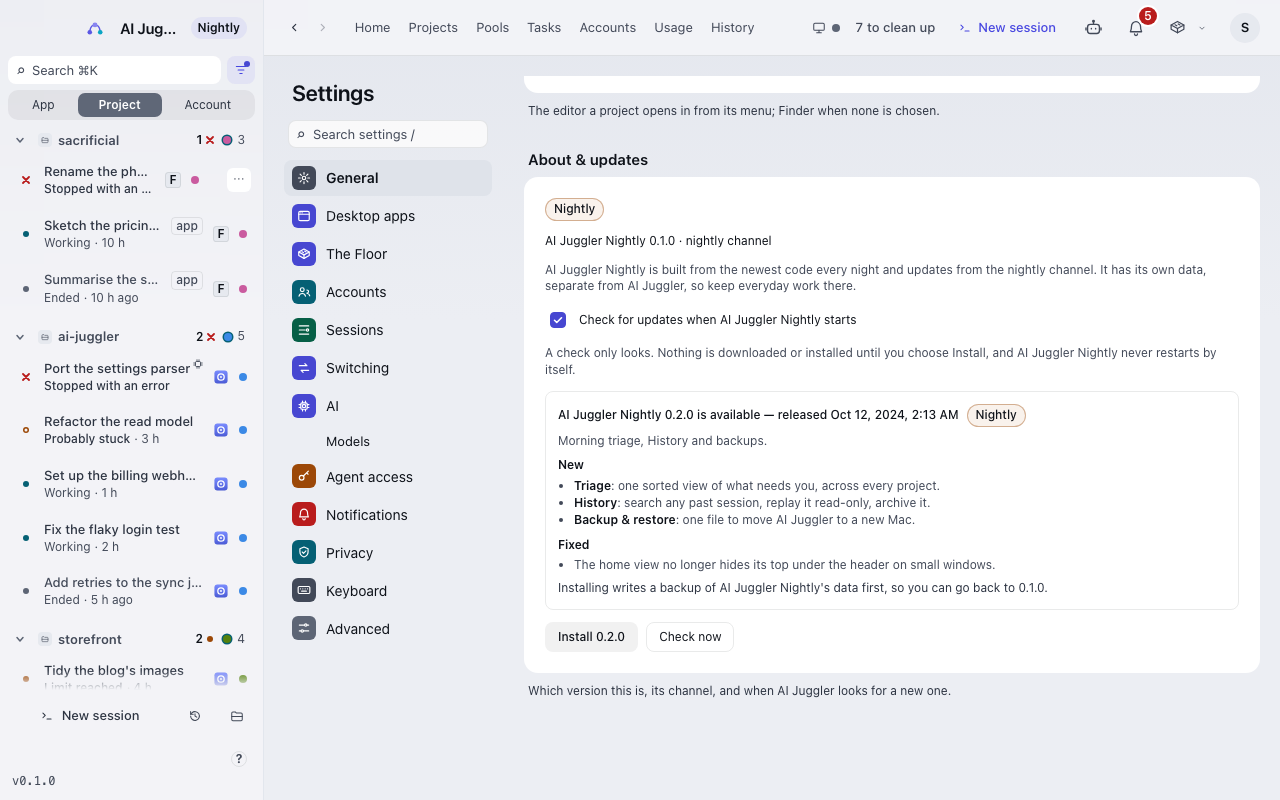 AI Jug...
Nightly
Search ⌘K
App
Project
Account
sacrificial
1
3
Rename the ph...
Stopped with an ...
F
Sketch the pricin...
app
Working · 10 h
F
Summarise the s...
app
Ended · 10 h ago
F
ai-juggler
2
5
Port the settings parser
Stopped with an error
Refactor the read model
Probably stuck · 3 h
Set up the billing webh...
Working · 1 h
Fix the flaky login test
Working · 2 h
Add retries to the sync j...
Ended · 5 h ago
storefront
2
4
Tidy the blog's images
Limit reached · 4 h
New session
?
v0.1.0
Home
Projects
Pools
Tasks
Accounts
Usage
History
7 to clean up
New session
5
S
Settings
Search settings /
General
Desktop apps
The Floor
Accounts
Sessions
Switching
AI
Models
Agent access
Notifications
Privacy
Keyboard
Advanced
The editor a project opens in from its menu; Finder when none is chosen.
About & updates
Nightly
AI Juggler Nightly 0.1.0 · nightly channel
AI Juggler Nightly is built from the newest code every night and updates from the nightly channel. It has its own data,
separate from AI Juggler, so keep everyday work there.
Check for updates when AI Juggler Nightly starts
A check only looks. Nothing is downloaded or installed until you choose Install, and AI Juggler Nightly never restarts by
itself.
AI Juggler Nightly 0.2.0 is available — released Oct 12, 2024, 2:13 AM
Nightly
Morning triage, History and backups.
New
• Triage: one sorted view of what needs you, across every project.
• History: search any past session, replay it read-only, archive it.
• Backup & restore: one file to move AI Juggler to a new Mac.
Fixed
• The home view no longer hides its top under the header on small windows.
Installing writes a backup of AI Juggler Nightly's data first, so you can go back to 0.1.0.
Install 0.2.0
Check now
Which version this is, its channel, and when AI Juggler looks for a new one.